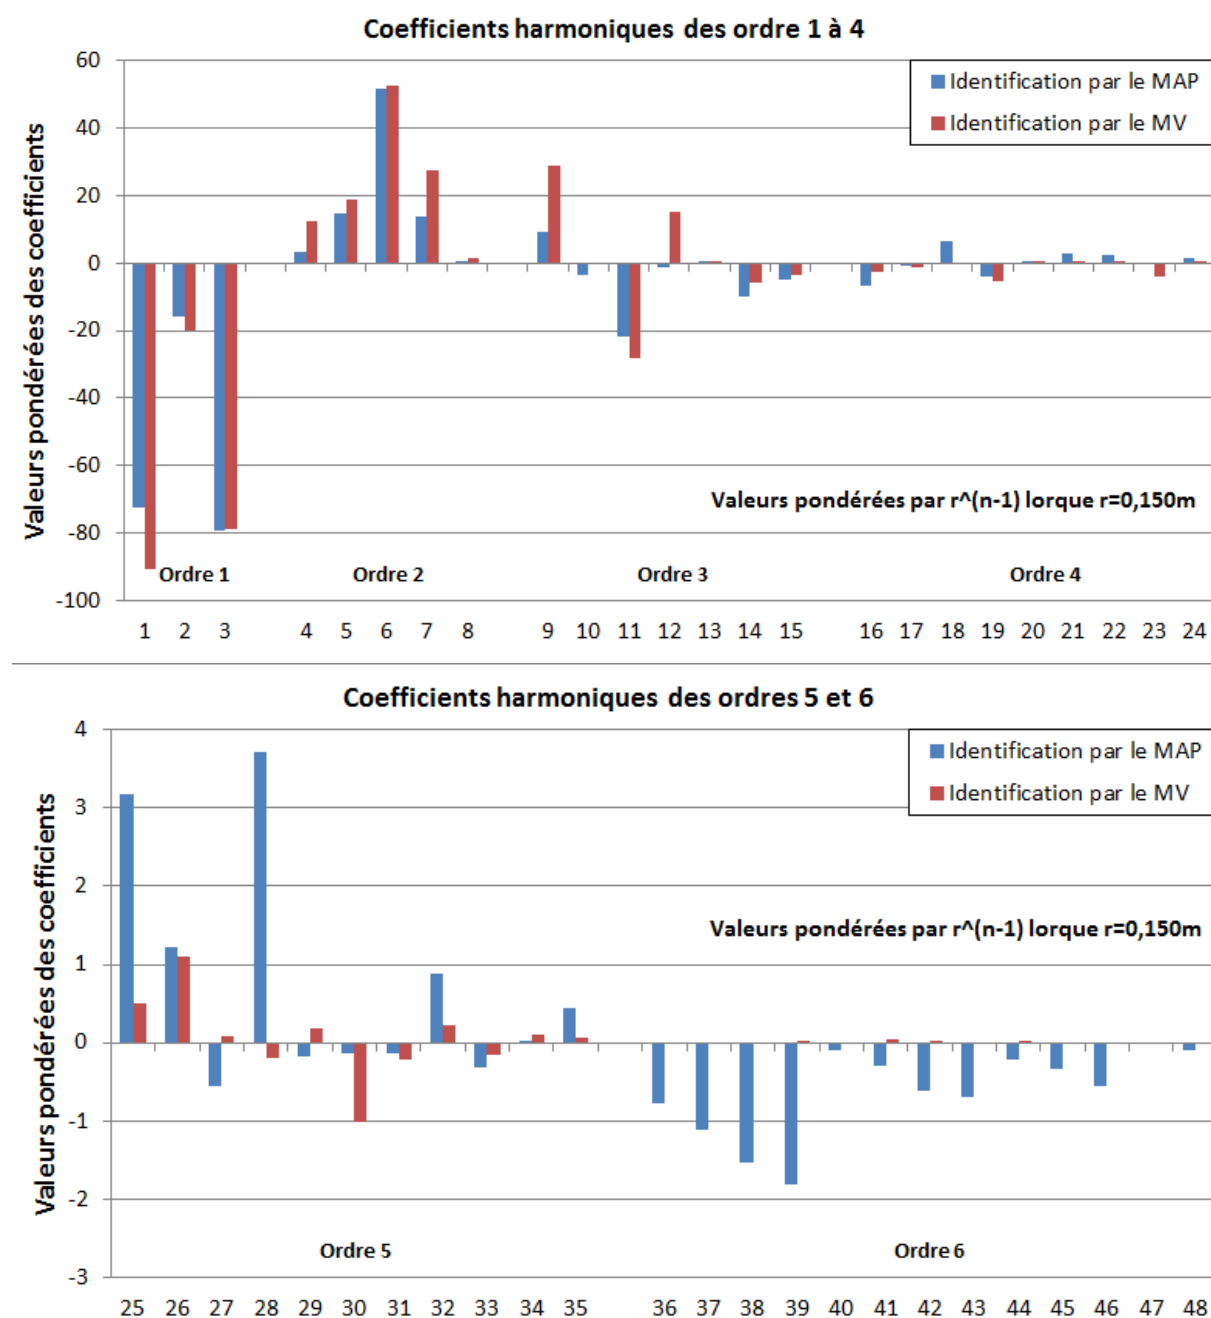 Coefficients harmoniques des ordre 1 à 4
Valeurs pondérées des coefficients
60
40
20
0
-20
-40
-60
-80
-100
Identification par le MAP
Identification par le MV
Valeurs pondérées par r^(n-1) lorque r=0,150m
Ordre 1 Ordre 2 Ordre 3 Ordre 4
1 2 3 4 5 6 7 8 9 10 11 12 13 14 15 16 17 18 19 20 21 22 23 24
Coefficients harmoniques des ordres 5 et 6
Valeurs pondérées des coefficients
4
3
2
1
0
-1
-2
-3
Identification par le MAP
Identification par le MV
Valeurs pondérées par r^(n-1) lorque r=0,150m
Ordre 5 Ordre 6
25 26 27 28 29 30 31 32 33 34 35 36 37 38 39 40 41 42 43 44 45 46 47 48